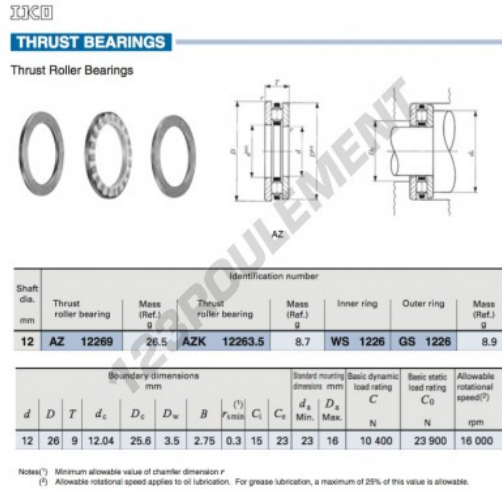 IKO
THRUST BEARINGS
Thrust Roller Bearings
T
r
D
d
AZ
123ROULEMENT
Identification number
Shaft dia. mm
Thrust roller bearing
Mass (Ref.) g
Thrust roller bearing
Mass (Ref.) g
Inner ring
Outer ring
Mass (Ref.) g
12 AZ 12269 26.5 AZK 12263.5 8.7 WS 1226 GS 1226 8.9
Boundary dimensions mm
Standard mounting dimensions mm
Basic dynamic load rating C N
Basic static load rating C0 N
Allowable rotational speed(2) rpm
d D T dc Dc Dw B rs min(1) Ci Ce da Min. Da Max.
12 26 9 12.04 25.6 3.5 2.75 0.3 15 23 23 16 10 400 23 900 16 000
Notes(1) Minimum allowable value of chamfer dimension r
(2) Allowable rotational speed applies to oil lubrication. For grease lubrication, a maximum of 25% of this value is allowable.